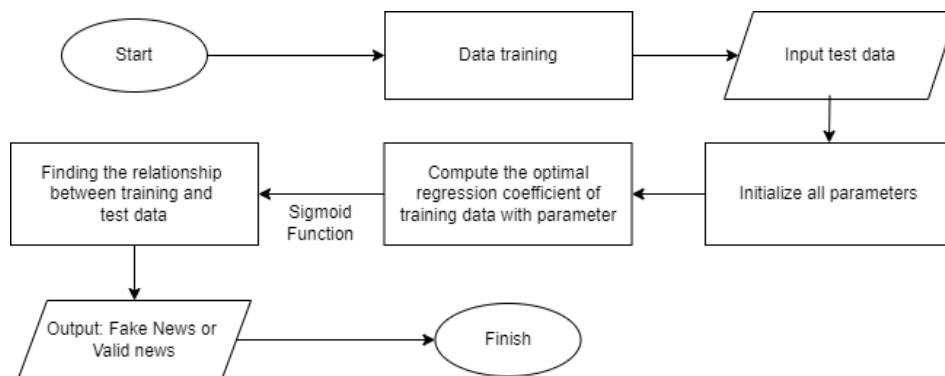 Start
Data training
Input test data
Initialize all parameters
Compute the optimal
regression coefficient of
training data with parameter
Sigmoid
Function
Finding the relationship
between training and
test data
Output: Fake News or
Valid news
Finish